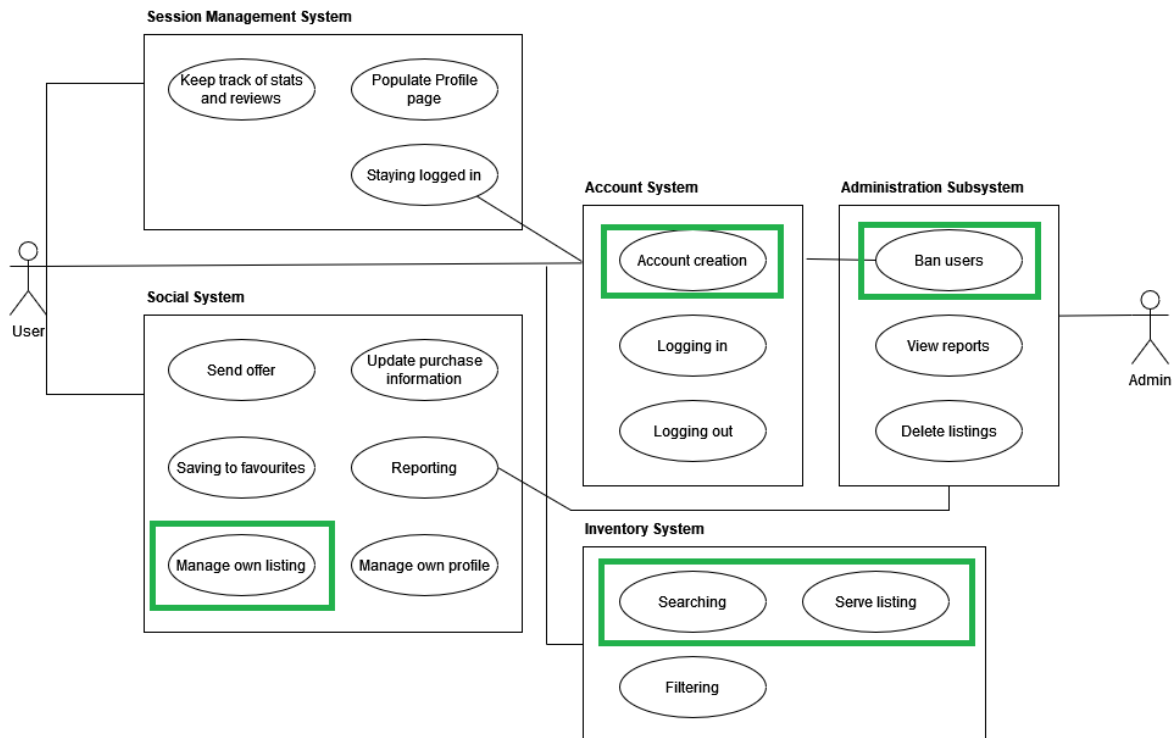 Session Management System
Keep track of stats
and reviews
Populate Profile
page
Staying logged in
Account System
Administration Subsystem
Account creation
Ban users
User
Social System
Logging in
View reports
Admin
Send offer
Update purchase
information
Logging out
Delete listings
Saving to favourites
Reporting
Inventory System
Manage own listing
Manage own profile
Searching
Serve listing
Filtering